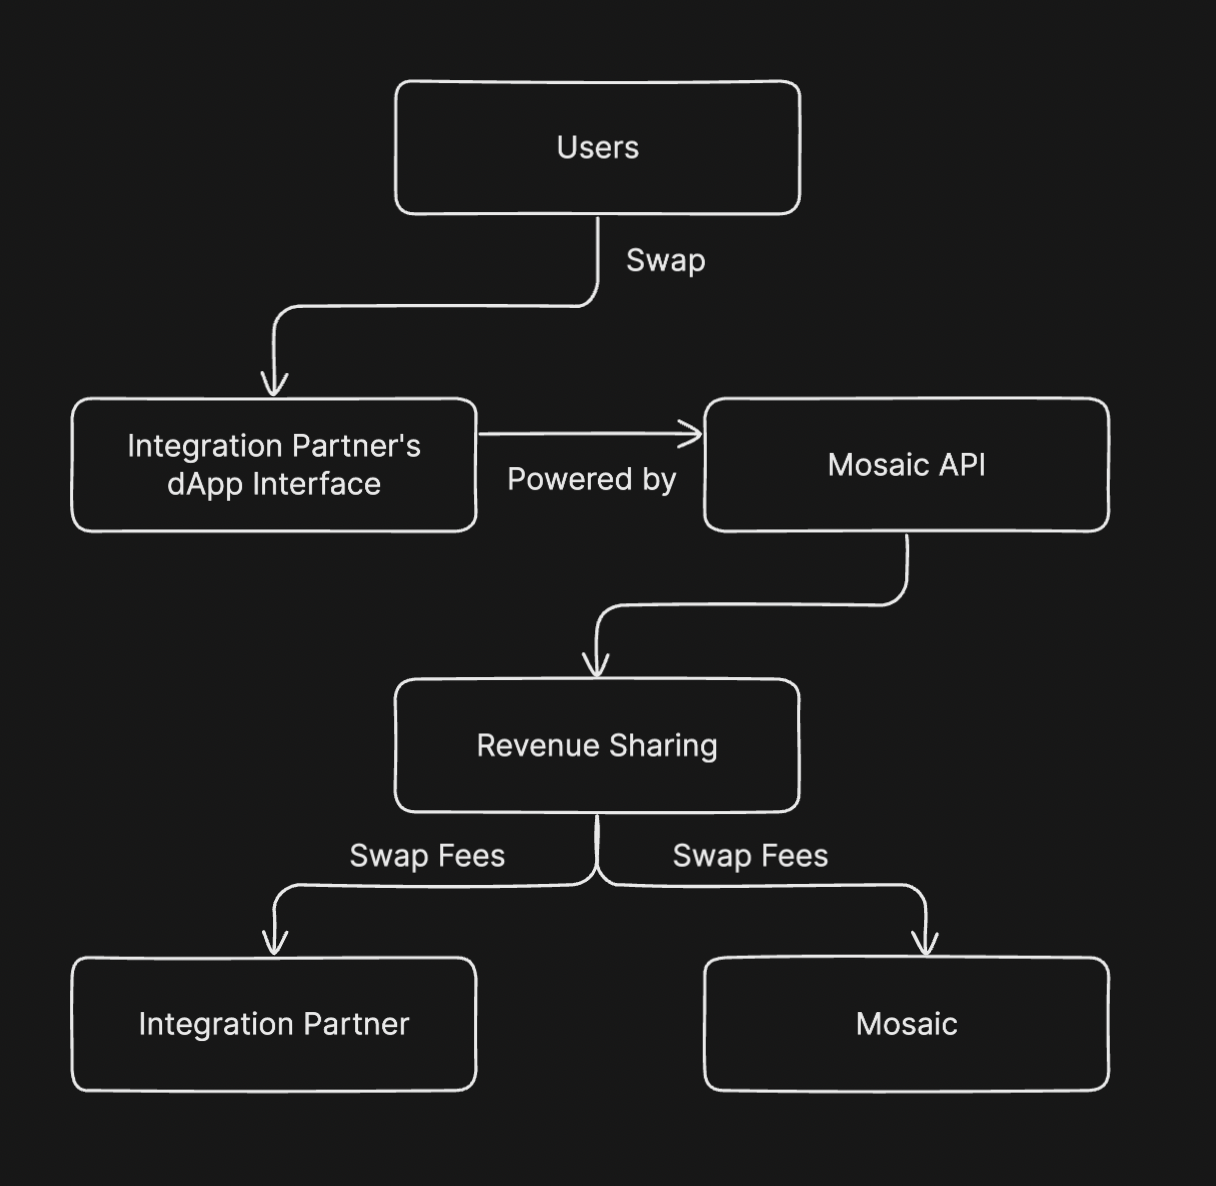 Users
Swap
Integration Partner's
dApp Interface
Powered by
Mosaic API
Revenue Sharing
Swap Fees
Swap Fees
Integration Partner
Mosaic